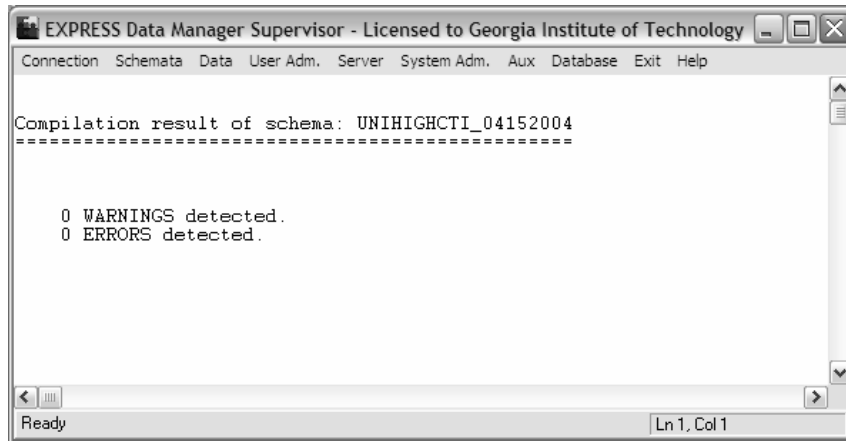 EXPRESS Data Manager Supervisor - Licensed to Georgia Institute of Technology
Connection Schemata Data User Adm. Server System Adm. Aux Database Exit Help
Compilation result of schema: UNIHIGHCTI_04152004
================================================
0 WARNINGS detected.
0 ERRORS detected.
Ready Ln 1, Col 1